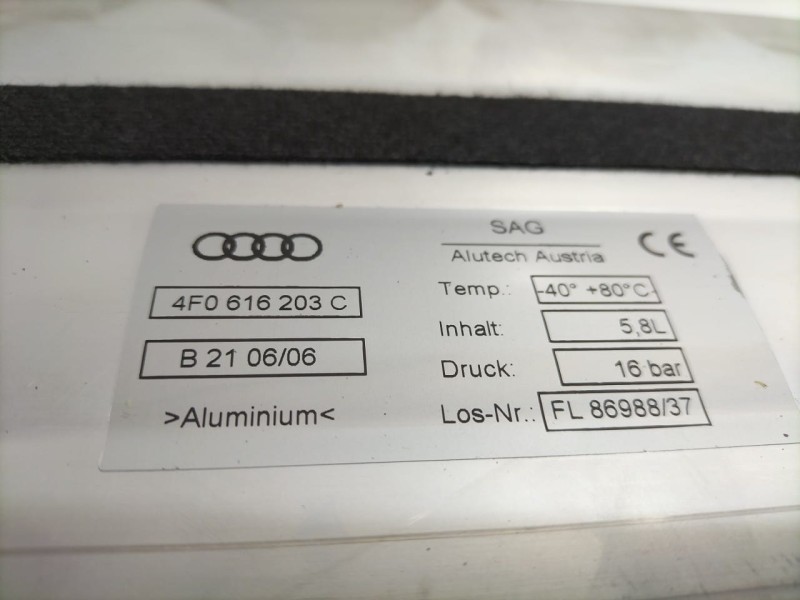 4F0 616 203 C
B 21 06/06
>Aluminium<
SAG
Alutech Austria
CE
Temp.: -40° +80°C
Inhalt: 5,8L
Druck: 16 bar
Los-Nr.: FL 86988/37